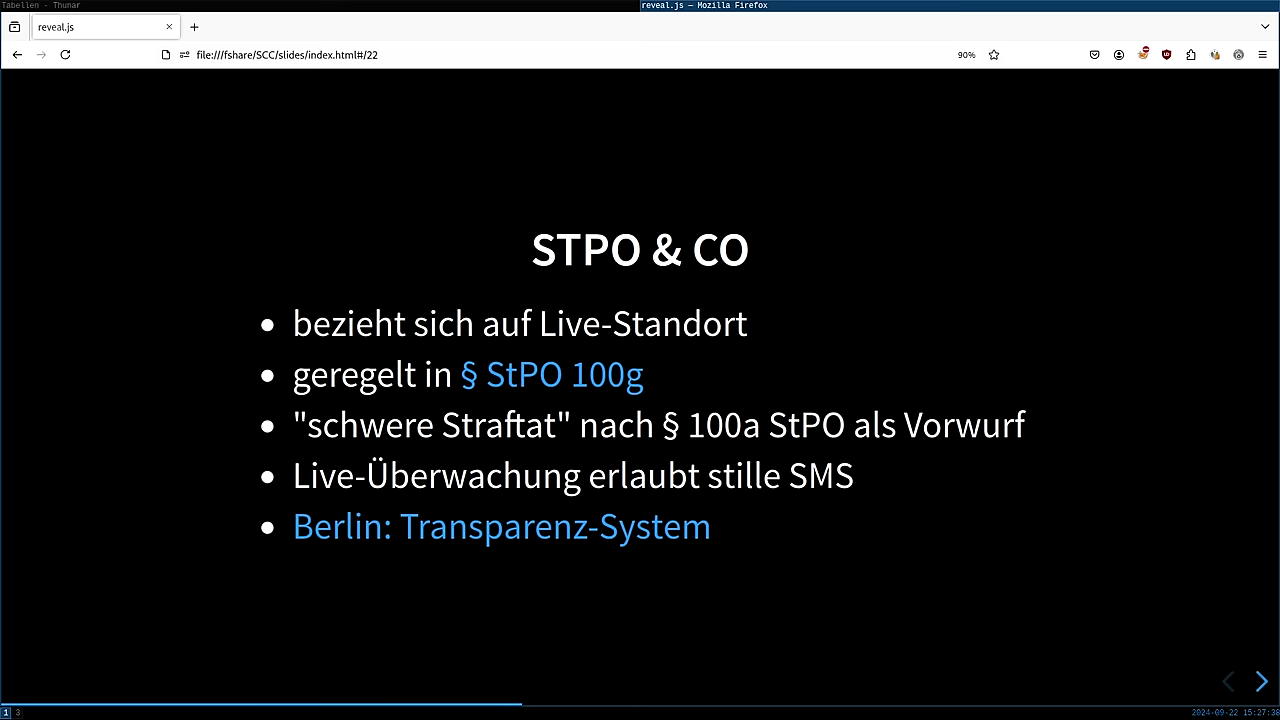 Tabellen - Thunar
reveal.js — Mozilla Firefox
reveal.js
file:///fshare/SCC/slides/index.html#/22
90%
STPO & CO
bezieht sich auf Live-Standort
geregelt in § StPO 100g
"schwere Straftat" nach § 100a StPO als Vorwurf
Live-Überwachung erlaubt stille SMS
Berlin: Transparenz-System
1 3
2024-09-22 15:27:38